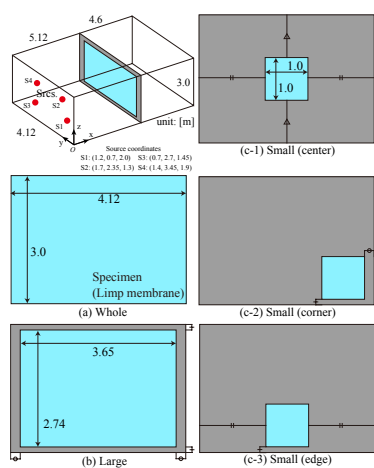 4.6
5.12
3.0
4.12
S4
Srcs.
S3
S2
S1
z
y
x
O
unit: [m]
Source coordinates
S1: (1.2, 0.7, 2.0) S3: (0.7, 2.7, 1.45)
S2: (1.7, 2.35, 1.3) S4: (1.4, 3.45, 1.9)
1.0
1.0
(c-1) Small (center)
4.12
3.0
Specimen
(Limp membrane)
(a) Whole
(c-2) Small (corner)
3.65
2.74
(b) Large
(c-3) Small (edge)